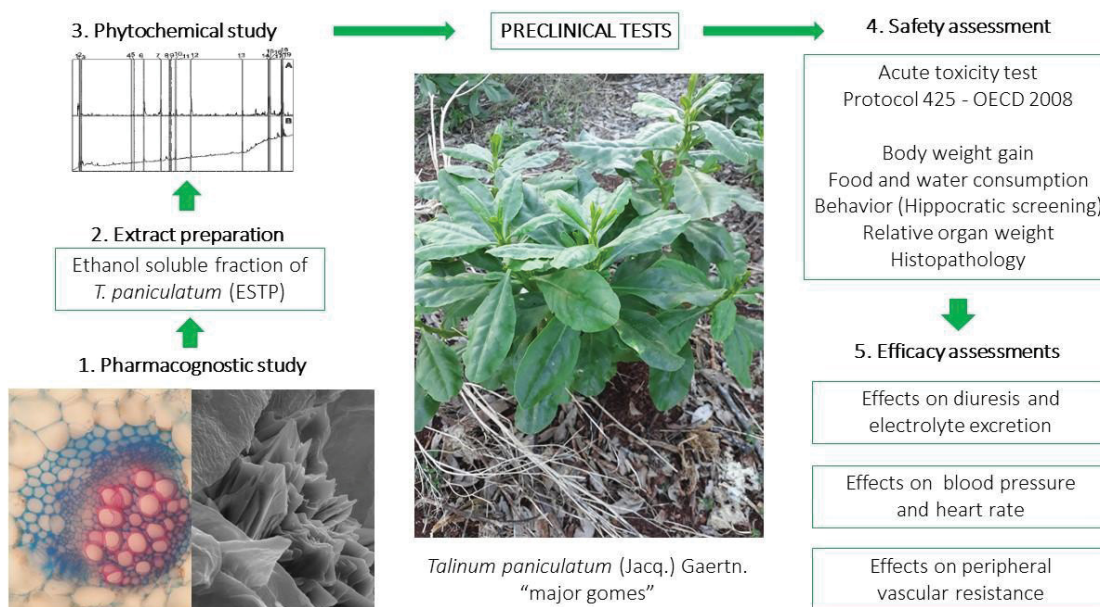 3. Phytochemical study
PRECLINICAL TESTS
4. Safety assessment
A
B
Acute toxicity test
Protocol 425 - OECD 2008
Body weight gain
Food and water consumption
Behavior (Hippocratic screening)
Relative organ weight
Histopathology
2. Extract preparation
Ethanol soluble fraction of
T. paniculatum (ESTP)
1. Pharmacognostic study
Talinum paniculatum (Jacq.) Gaertn.
“major gomes”
5. Efficacy assessments
Effects on diuresis and
electrolyte excretion
Effects on blood pressure
and heart rate
Effects on peripheral
vascular resistance